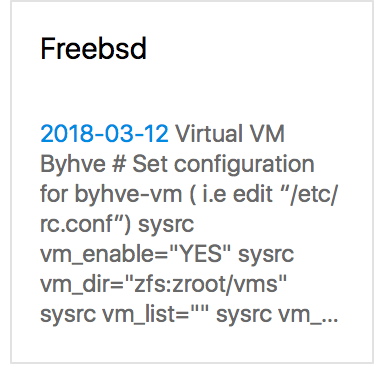 Freebsd
2018-03-12 Virtual VM
Byhve # Set configuration
for byhve-vm ( i.e edit “/etc/
rc.conf”) sysrc
vm_enable="YES" sysrc
vm_dir="zfs:zroot/vms"
sysrc vm_list="" sysrc vm_...